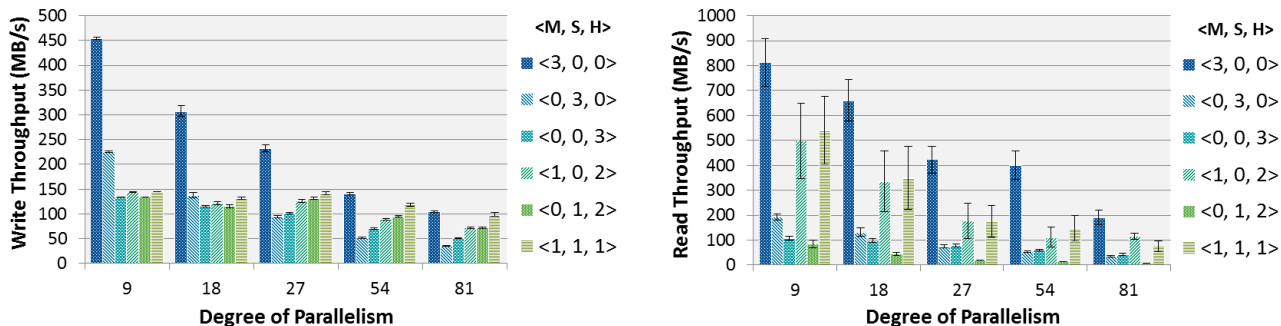 Write Throughput (MB/s)
500
450
400
350
300
250
200
150
100
50
0
9 18 27 54 81
Degree of Parallelism
<M, S, H>
<3, 0, 0>
<0, 3, 0>
<0, 0, 3>
<1, 0, 2>
<0, 1, 2>
<1, 1, 1>
Read Throughput (MB/s)
1000
900
800
700
600
500
400
300
200
100
0
9 18 27 54 81
Degree of Parallelism
<M, S, H>
<3, 0, 0>
<0, 3, 0>
<0, 0, 3>
<1, 0, 2>
<0, 1, 2>
<1, 1, 1>